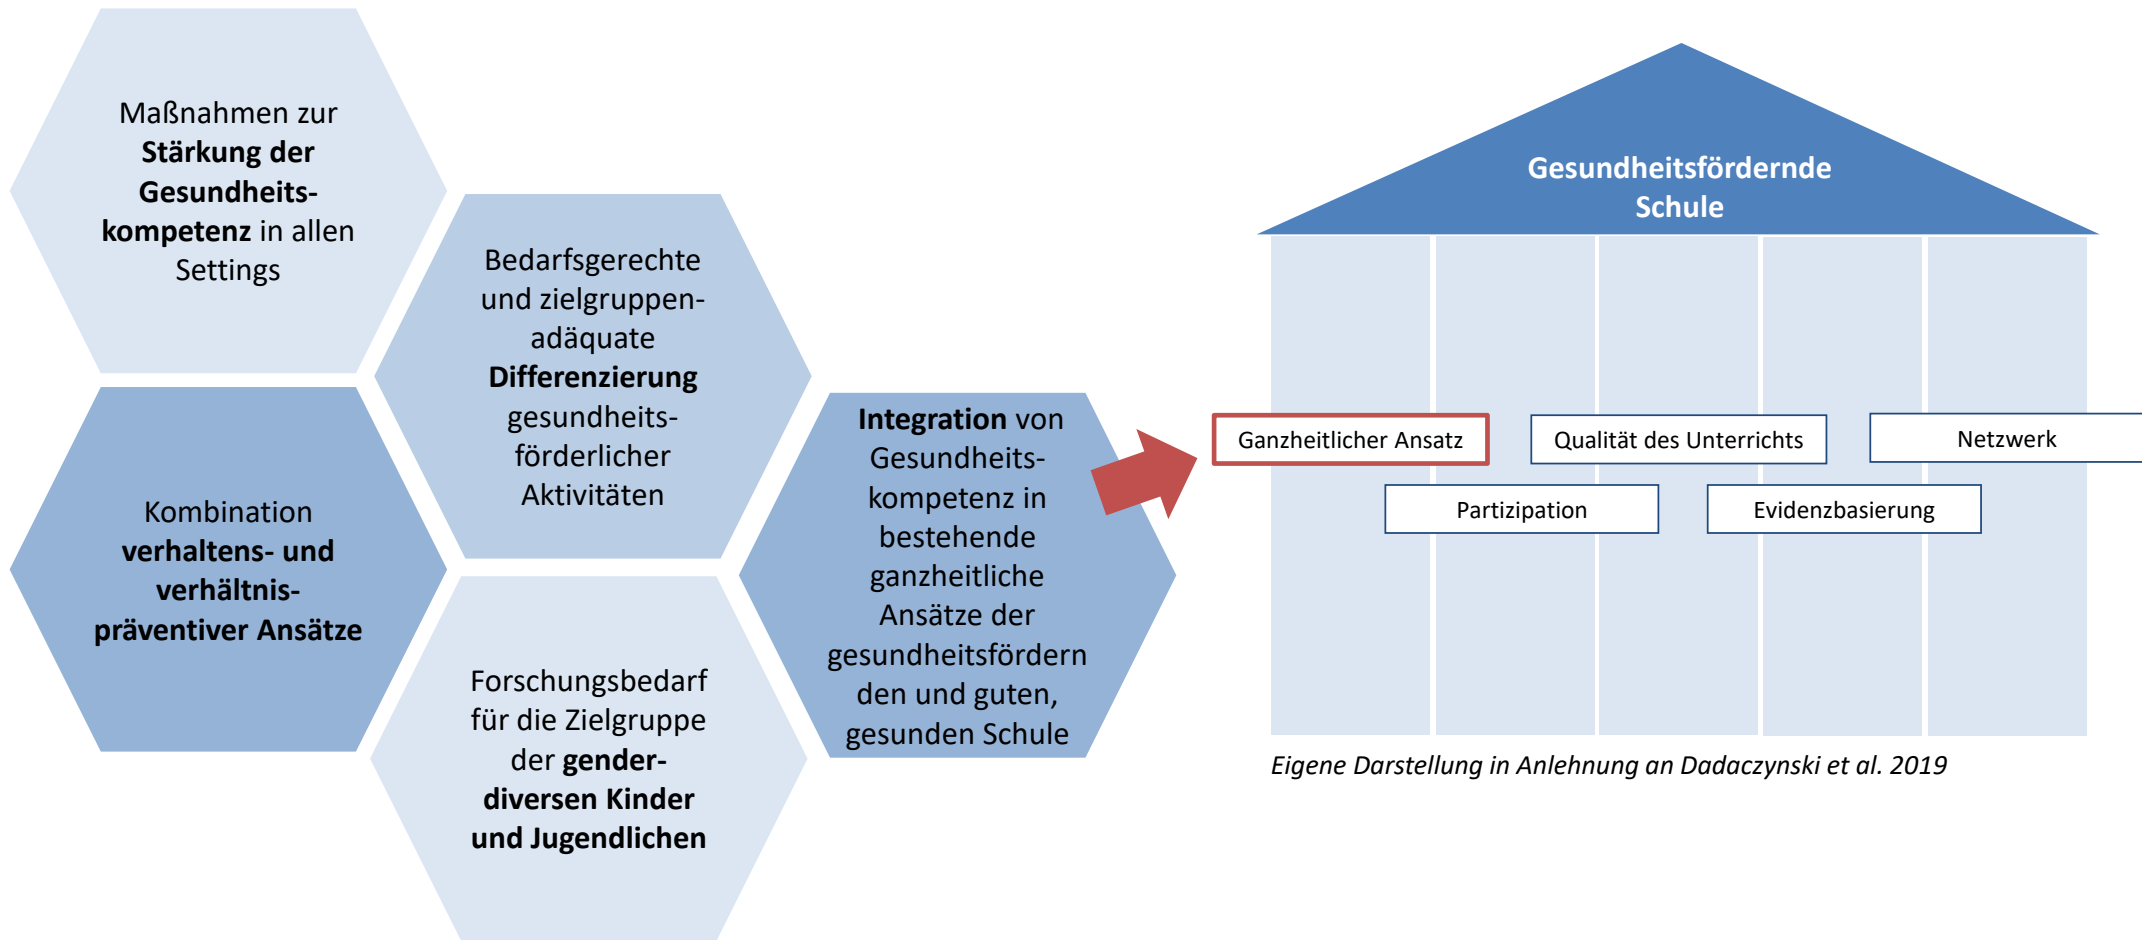 Maßnahmen zur
Stärkung der
Gesundheits-
kompetenz in allen
Settings
Kombination
verhaltens- und
verhältnis-
präventiver Ansätze
Bedarfsgerechte
und zielgruppen-
adäquate
Differenzierung
gesundheits-
förderlicher
Aktivitäten
Forschungsbedarf
für die Zielgruppe
der gender-
diversen Kinder
und Jugendlichen
Integration von
Gesundheits-
kompetenz in
bestehende
ganzheitliche
Ansätze der
gesundheitsfördern
den und guten,
gesunden Schule
Gesundheitsfördernde
Schule
Ganzheitlicher Ansatz
Qualität des Unterrichts
Netzwerk
Partizipation
Evidenzbasierung
Eigene Darstellung in Anlehnung an Dadaczynski et al. 2019